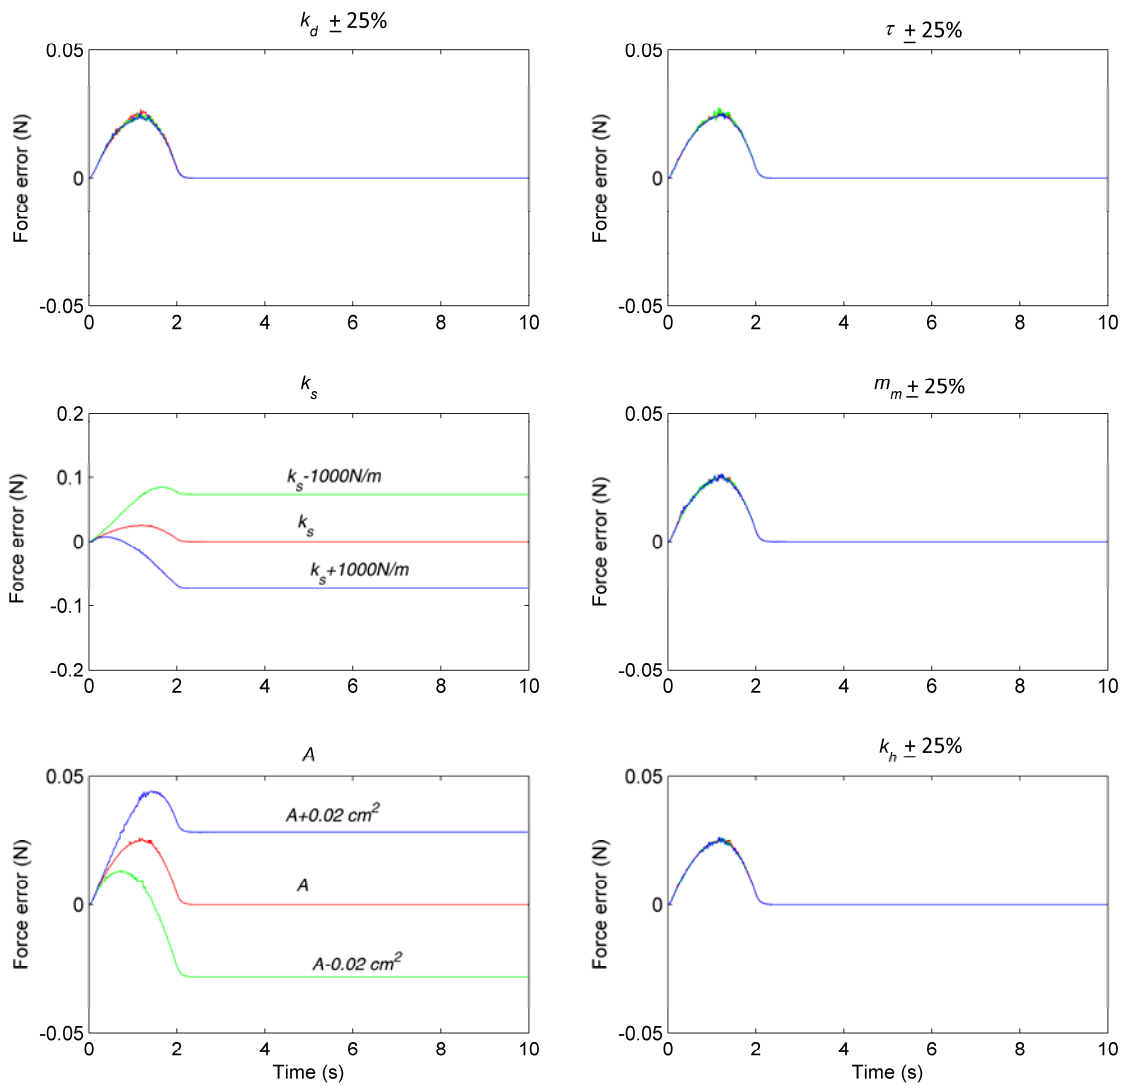 k_d ± 25%
0.05
0
-0.05
Force error (N)
0 2 4 6 8 10
τ ± 25%
0.05
0
-0.05
Force error (N)
0 2 4 6 8 10
k_s
0.2
0.1
0
-0.1
-0.2
Force error (N)
k_s-1000N/m
k_s
k_s+1000N/m
0 2 4 6 8 10
m_m ± 25%
0.05
0
-0.05
Force error (N)
0 2 4 6 8 10
A
0.05
0
-0.05
Force error (N)
A+0.02 cm²
A
A-0.02 cm²
0 2 4 6 8 10
Time (s)
k_h ± 25%
0.05
0
-0.05
Force error (N)
0 2 4 6 8 10
Time (s)